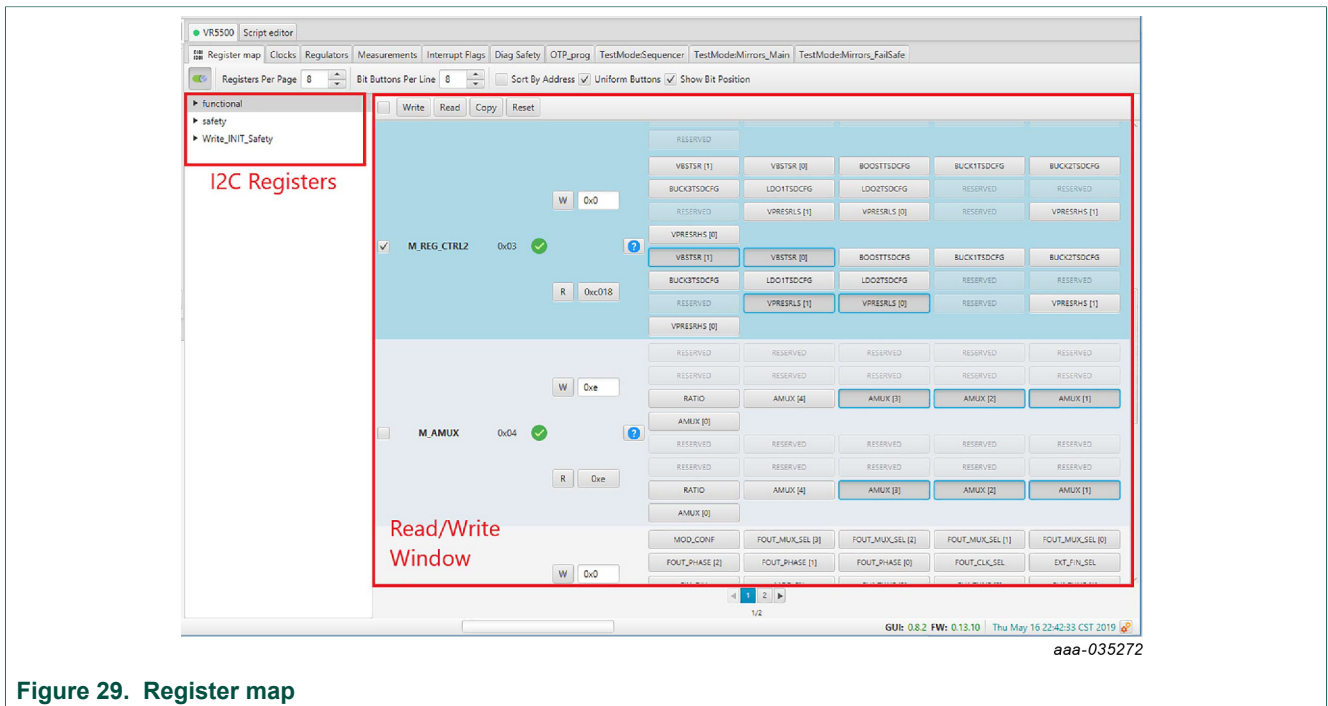 VR5500 Script editor
Register map Clocks Regulators Measurements Interrupt Flags Diag Safety OTP_prog TestMode:Sequencer TestMode:Mirrors_Main TestMode:Mirrors_FailSafe
Registers Per Page 8 Bit Buttons Per Line 8 Sort By Address Uniform Buttons Show Bit Position
functional
safety
Write_INIT_Safety
I2C Registers
Write Read Copy Reset
RESERVED
VBSTSR [1] VBSTSR [0] BOOSTTSDCFG BUCK1TSDCFG BUCK2TSDCFG
BUCK3TSDCFG LDO1TSDCFG LDO2TSDCFG RESERVED RESERVED
W 0x0
RESERVED VPRESRLS [1] VPRESRLS [0] RESERVED VPRESRHS [1]
VPRESRHS [0]
M_REG_CTRL2 0x03
VBSTSR [1] VBSTSR [0] BOOSTTSDCFG BUCK1TSDCFG BUCK2TSDCFG
BUCK3TSDCFG LDO1TSDCFG LDO2TSDCFG RESERVED RESERVED
R 0xc018
RESERVED VPRESRLS [1] VPRESRLS [0] RESERVED VPRESRHS [1]
VPRESRHS [0]
RESERVED RESERVED RESERVED RESERVED RESERVED
RESERVED RESERVED RESERVED RESERVED RESERVED
W 0xe
RATIO AMUX [4] AMUX [3] AMUX [2] AMUX [1]
AMUX [0]
M_AMUX 0x04
RESERVED RESERVED RESERVED RESERVED RESERVED
RESERVED RESERVED RESERVED RESERVED RESERVED
R 0xe
RATIO AMUX [4] AMUX [3] AMUX [2] AMUX [1]
AMUX [0]
Read/Write
Window
MOD_CONF FOUT_MUX_SEL [3] FOUT_MUX_SEL [2] FOUT_MUX_SEL [1] FOUT_MUX_SEL [0]
FOUT_PHASE [2] FOUT_PHASE [1] FOUT_PHASE [0] FOUT_CLK_SEL EXT_FIN_SEL
W 0x0
1 2
1/2
GUI: 0.8.2 FW: 0.13.10 Thu May 16 22:42:33 CST 2019
aaa-035272
Figure 29. Register map